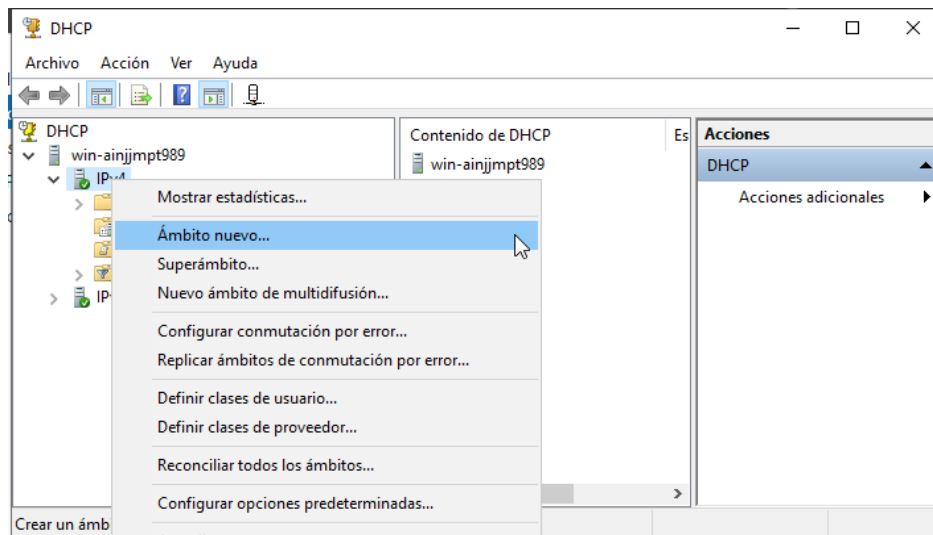 DHCP
Archivo Acción Ver Ayuda
DHCP
win-ainjjmpt989
IPv4
Mostrar estadísticas...
Ámbito nuevo...
Superámbito...
Nuevo ámbito de multidifusión...
Configurar conmutación por error...
Replicar ámbitos de conmutación por error...
Definir clases de usuario...
Definir clases de proveedor...
Reconciliar todos los ámbitos...
Configurar opciones predeterminadas...
Contenido de DHCP Es
win-ainjjmpt989
Acciones
DHCP
Acciones adicionales
Crear un ámb